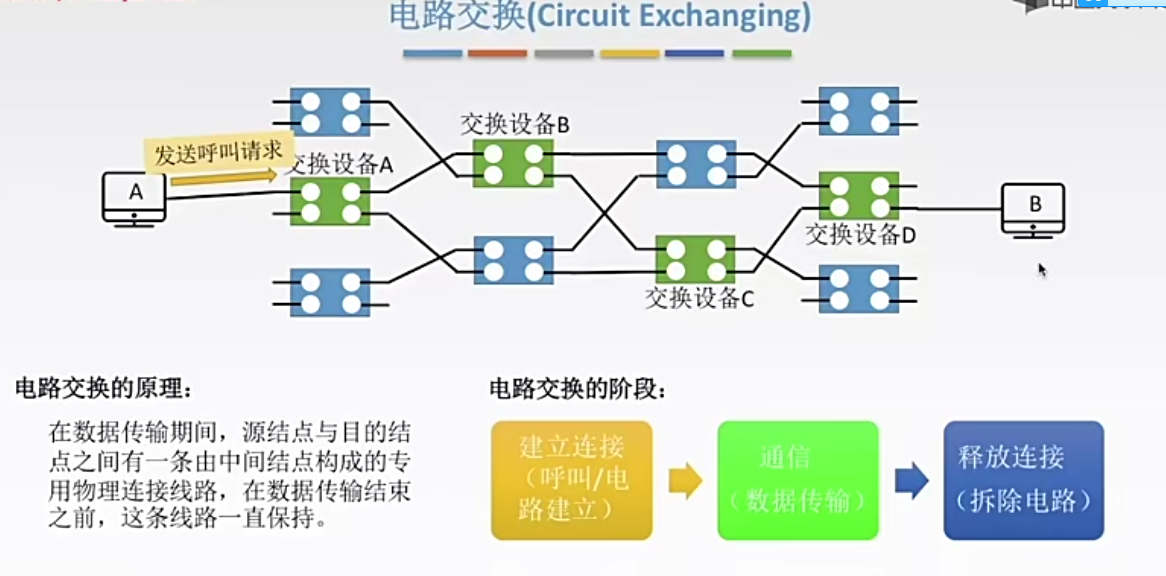 电路交换(Circuit Exchanging)
交换设备B
发送呼叫请求
交换设备A
A
B
交换设备D
交换设备C
电路交换的原理：
在数据传输期间，源结点与目的结
点之间有一条由中间结点构成的专
用物理连接线路，在数据传输结束
之前，这条线路一直保持。
电路交换的阶段：
建立连接
（呼叫/电
路建立）
通信
（数据传输）
释放连接
（拆除电路）